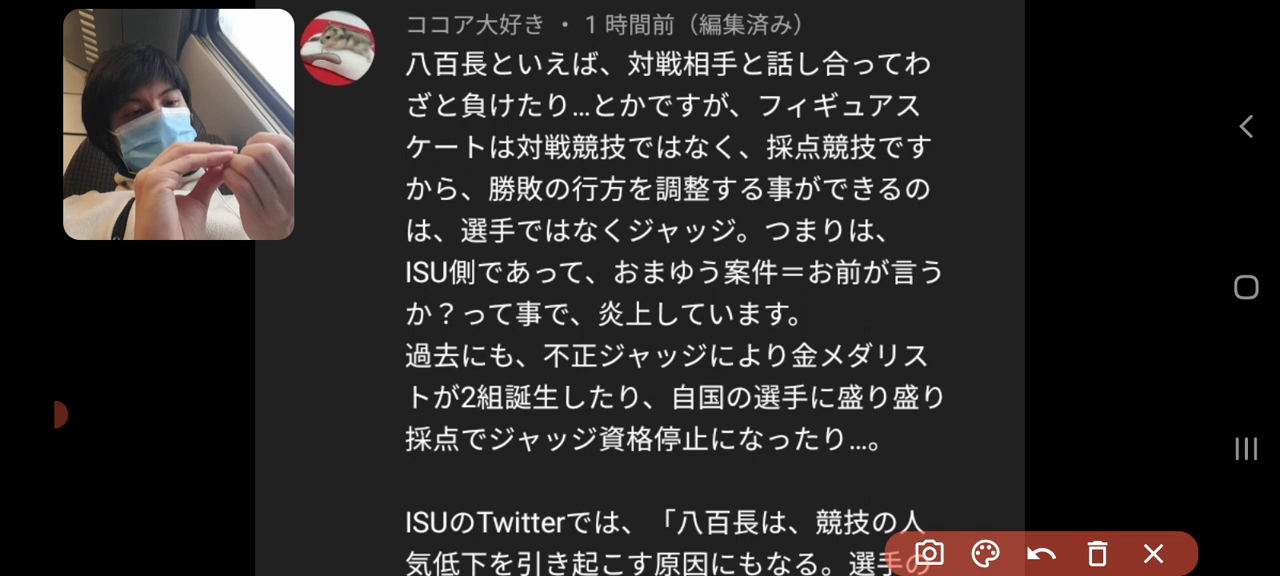 ココア大好き ・ 1 時間前（編集済み）
八百長といえば、対戦相手と話し合ってわ
ざと負けたり…とかですが、フィギュアス
ケートは対戦競技ではなく、採点競技です
から、勝敗の行方を調整する事ができるの
は、選手ではなくジャッジ。つまりは、
ISU側であって、おまゆう案件＝お前が言う
か？って事で、炎上しています。
過去にも、不正ジャッジにより金メダリス
トが2組誕生したり、自国の選手に盛り盛り
採点でジャッジ資格停止になったり…。
ISUのTwitterでは、「八百長は、競技の人
気低下を引き起こす原因にもなる。選手の